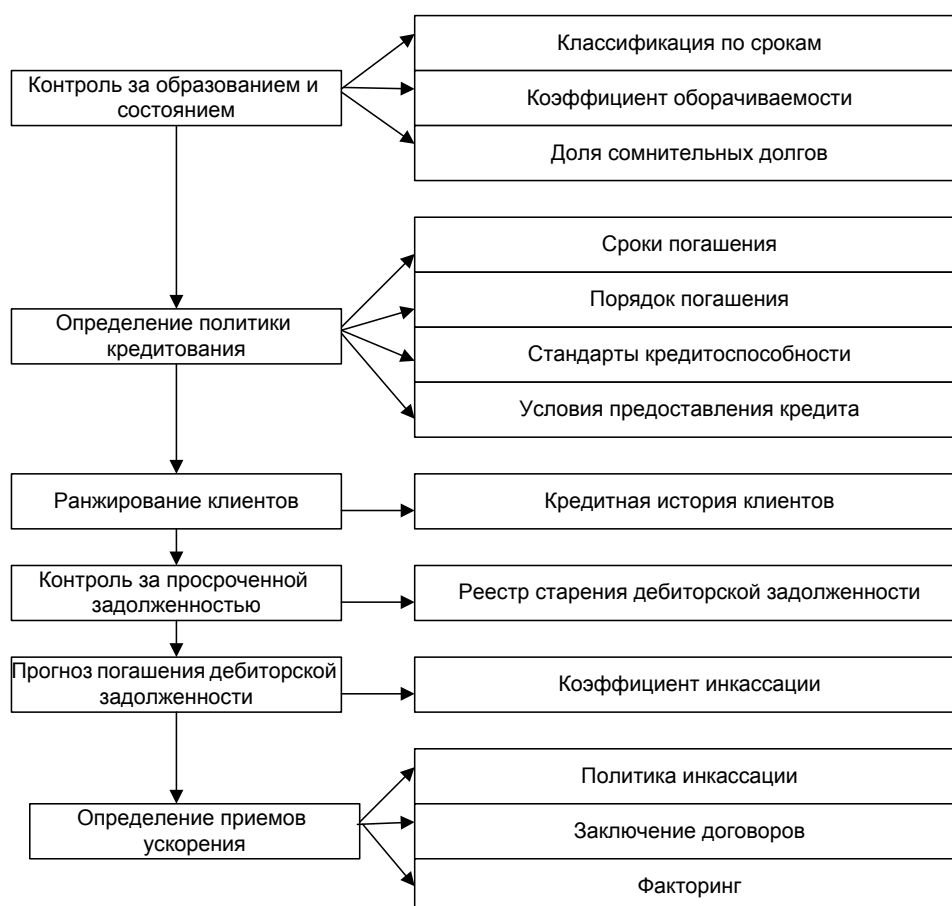 Классификация по срокам
Контроль за образованием и
состоянием
Коэффициент оборачиваемости
Доля сомнительных долгов
Сроки погашения
Порядок погашения
Определение политики
кредитования
Стандарты кредитоспособности
Условия предоставления кредита
Ранжирование клиентов
Кредитная история клиентов
Контроль за просроченной
задолженностью
Реестр старения дебиторской задолженности
Прогноз погашения дебиторской
задолженности
Коэффициент инкассации
Политика инкассации
Определение приемов
ускорения
Заключение договоров
Факторинг